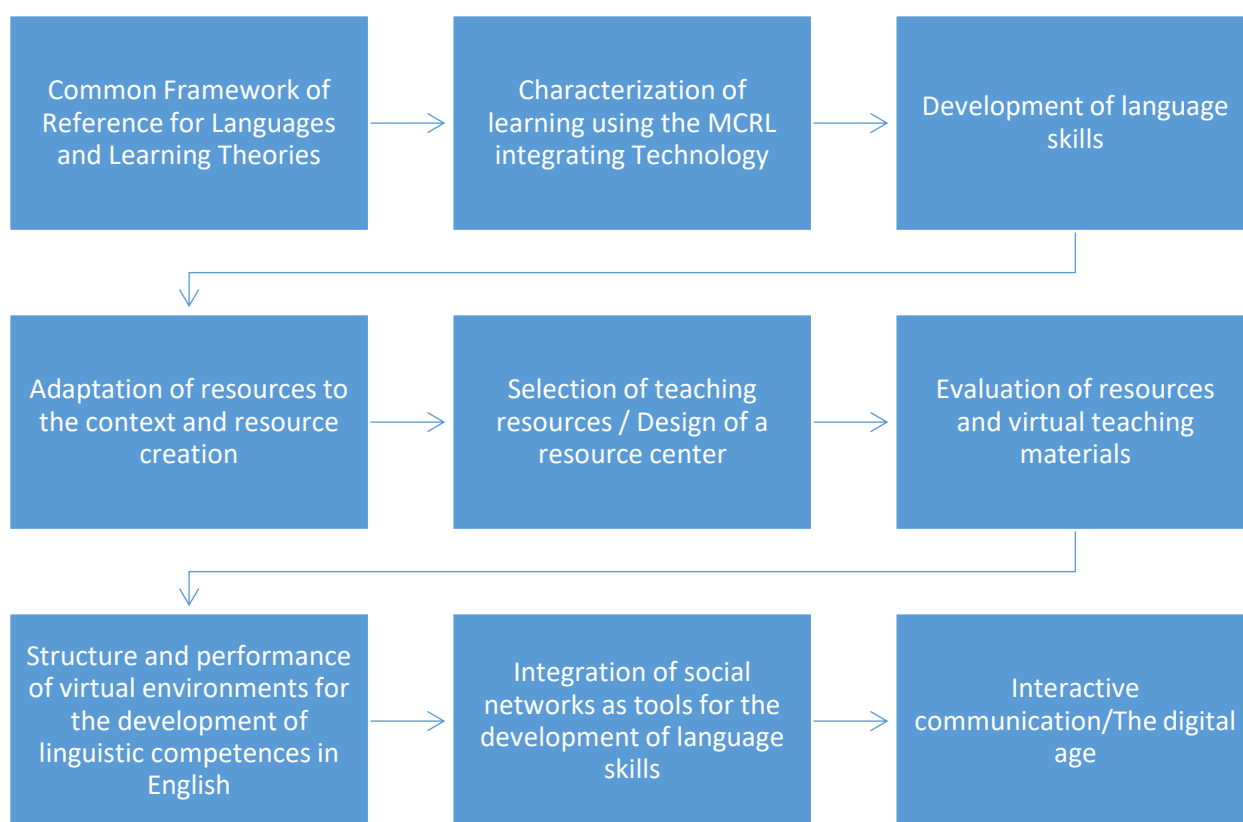 Common Framework of
Reference for Languages
and Learning Theories
Characterization of
learning using the MCRL
integrating Technology
Development of language
skills
Adaptation of resources to
the context and resource
creation
Selection of teaching
resources / Design of a
resource center
Evaluation of resources
and virtual teaching
materials
Structure and performance
of virtual environments for
the development of
linguistic competences in
English
Integration of social
networks as tools for the
development of language
skills
Interactive
communication/The digital
age